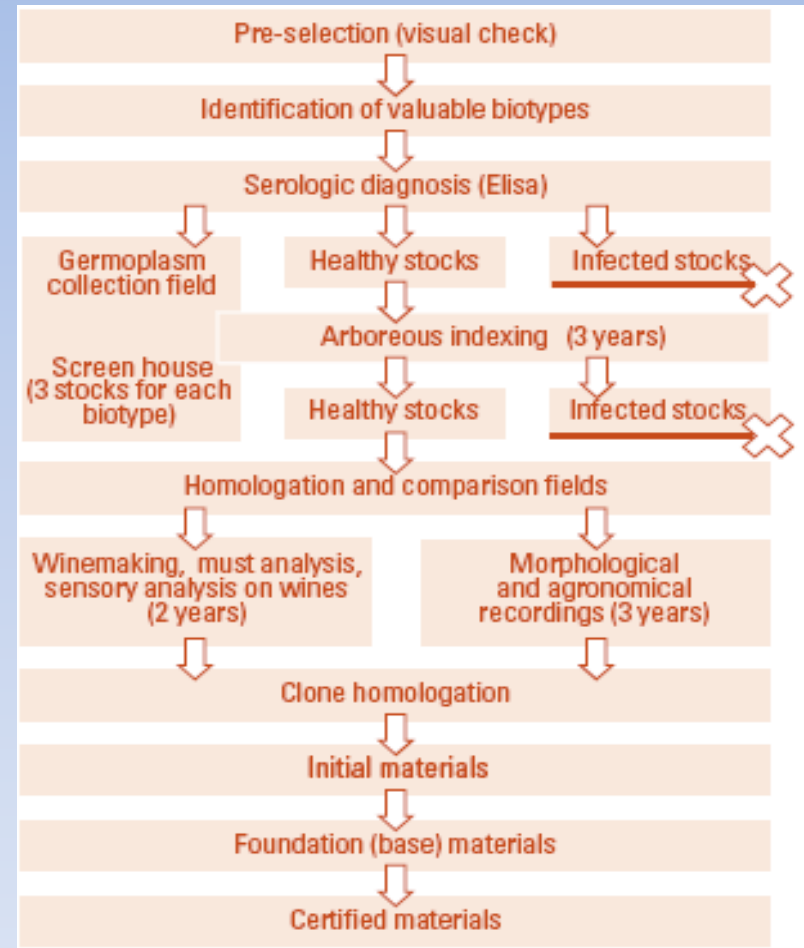 Pre-selection (visual check)
Identification of valuable biotypes
Serologic diagnosis (Elisa)
Germoplasm
collection field
Healthy stocks
Infected stocks
Arboreous indexing (3 years)
Screen house
(3 stocks for each
biotype)
Healthy stocks
Infected stocks
Homologation and comparison fields
Winemaking, must analysis,
sensory analysis on wines
(2 years)
Morphological
and agronomical
recordings (3 years)
Clone homologation
Initial materials
Foundation (base) materials
Certified materials